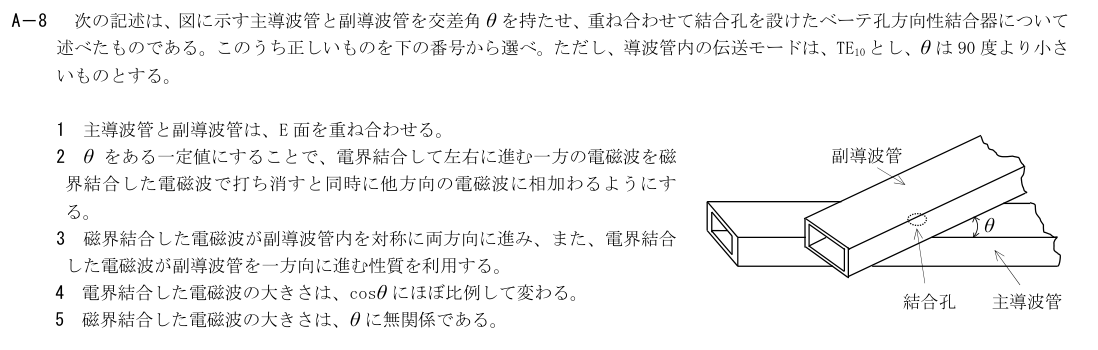 A－8　次の記述は、図に示す主導波管と副導波管を交差角 θ を持たせ、重ね合わせて結合孔を設けたベーテ孔方向性結合器について
述べたものである。このうち正しいものを下の番号から選べ。ただし、導波管内の伝送モードは、TE₁₀とし、θ は 90 度より小さ
いものとする。
1　主導波管と副導波管は、E 面を重ね合わせる。
2　θ をある一定値にすることで、電界結合して左右に進む一方の電磁波を磁
界結合した電磁波で打ち消すと同時に他方向の電磁波に相加わるようにす
る。
3　磁界結合した電磁波が副導波管内を対称に両方向に進み、また、電界結合
した電磁波が副導波管を一方向に進む性質を利用する。
4　電界結合した電磁波の大きさは、cosθ にほぼ比例して変わる。
5　磁界結合した電磁波の大きさは、θ に無関係である。
副導波管
θ
結合孔
主導波管